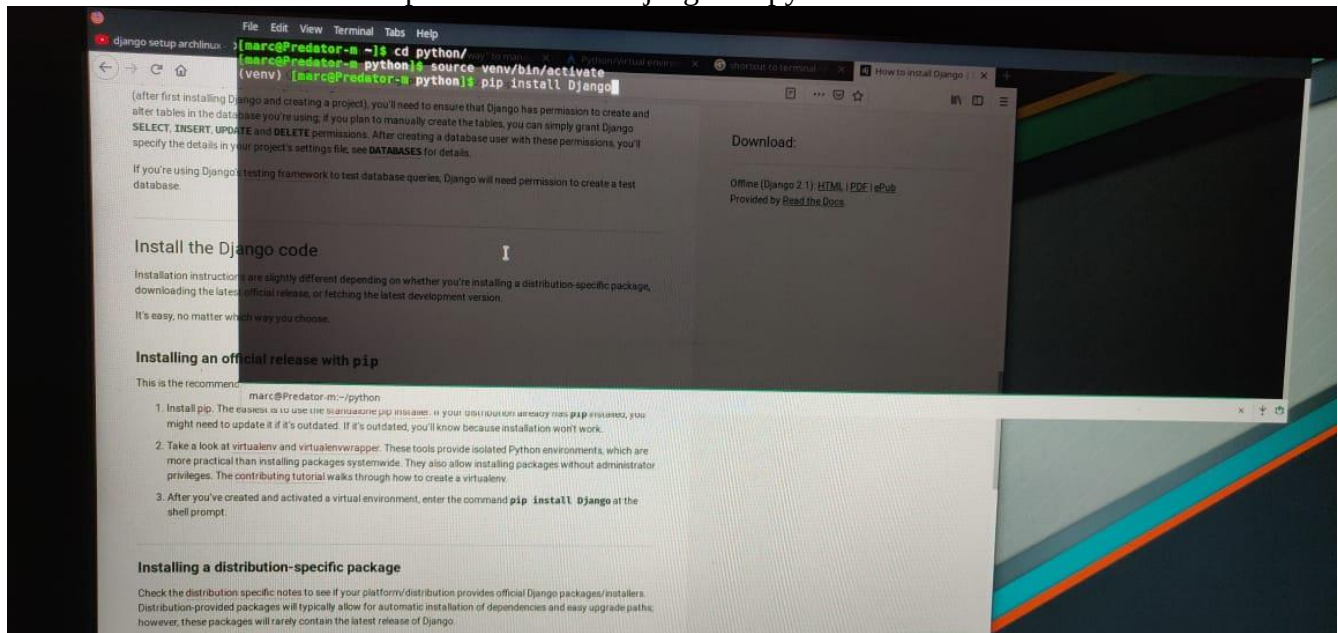 File Edit View Terminal Tabs Help
django setup archlinux
[marc@Predator-m ~]$ cd python/
[marc@Predator-m python]$ source venv/bin/activate
(venv) [marc@Predator-m python]$ pip install Django
Python/Virtual environ
shortcut to terminal
How to install Django
(after first installing Django and creating a project), you'll need to ensure that Django has permission to create and
alter tables in the database you're using; if you plan to manually create the tables, you can simply grant Django
SELECT, INSERT, UPDATE and DELETE permissions. After creating a database user with these permissions, you'll
specify the details in your project's settings file, see DATABASES for details.
If you're using Django's testing framework to test database queries, Django will need permission to create a test
database.
Download:
Offline (Django 2.1): HTML | PDF | ePub
Provided by Read the Docs.
Install the Django code
Installation instructions are slightly different depending on whether you're installing a distribution-specific package,
downloading the latest official release, or fetching the latest development version.
It's easy, no matter which way you choose.
Installing an official release with pip
This is the recommend
marc@Predator-m:~/python
1. Install pip. The easiest is to use the standalone pip installer. If your distribution already has pip installed, you
might need to update it if it's outdated. If it's outdated, you'll know because installation won't work.
2. Take a look at virtualenv and virtualenvwrapper. These tools provide isolated Python environments, which are
more practical than installing packages systemwide. They also allow installing packages without administrator
privileges. The contributing tutorial walks through how to create a virtualenv.
3. After you've created and activated a virtual environment, enter the command pip install Django at the
shell prompt.
Installing a distribution-specific package
Check the distribution specific notes to see if your platform/distribution provides official Django packages/installers.
Distribution-provided packages will typically allow for automatic installation of dependencies and easy upgrade paths;
however, these packages will rarely contain the latest release of Django.